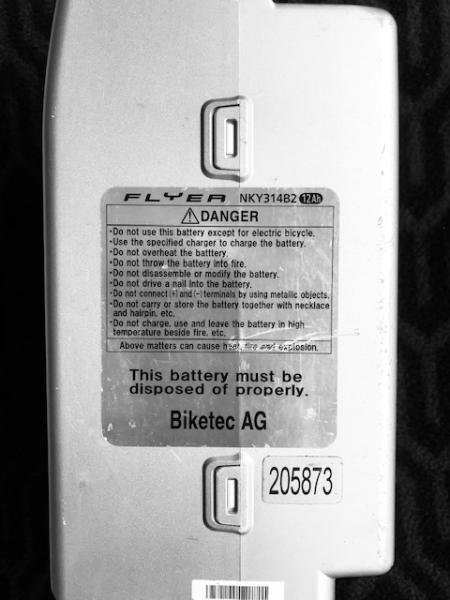 FLYER NKY314B2 12Ah
⚠DANGER
・Do not use this battery except for electric bicycle.
・Use the specified charger to charge the battery.
・Do not overheat the batttery.
・Do not throw the battery into fire.
・Do not disassemble or modify the battery.
・Do not drive a nail into the battery.
・Do not connect (+) and (−) terminals by using metallic objects.
・Do not carry or store the battery together with necklace
and hairpin, etc.
・Do not charge, use and leave the battery in high
temperature beside fire, etc.
Above matters can cause heat, fire and explosion.
This battery must be
disposed of properly.
Biketec AG
205873